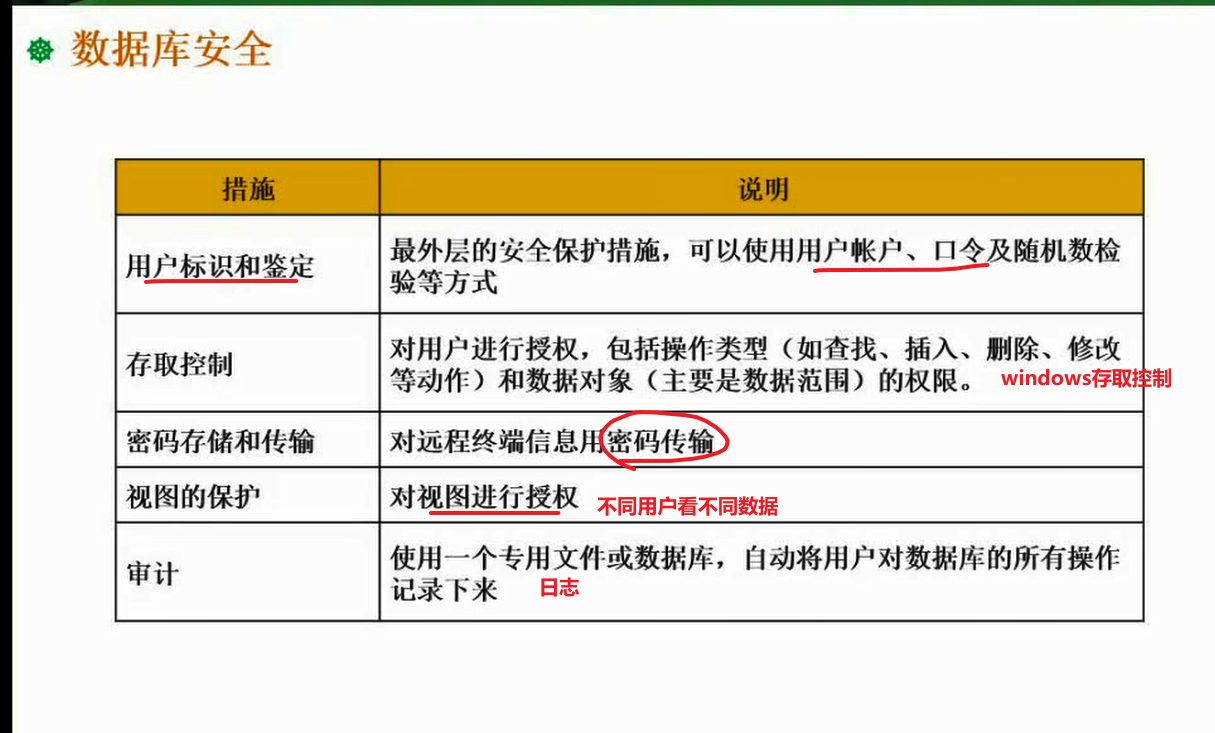 数据库安全
措施
说明
用户标识和鉴定
最外层的安全保护措施，可以使用用户帐户、口令及随机数检
验等方式
存取控制
对用户进行授权，包括操作类型（如查找、插入、删除、修改
等动作）和数据对象（主要是数据范围）的权限。
windows存取控制
密码存储和传输
对远程终端信息用密码传输
视图的保护
对视图进行授权
不同用户看不同数据
审计
使用一个专用文件或数据库，自动将用户对数据库的所有操作
记录下来
日志